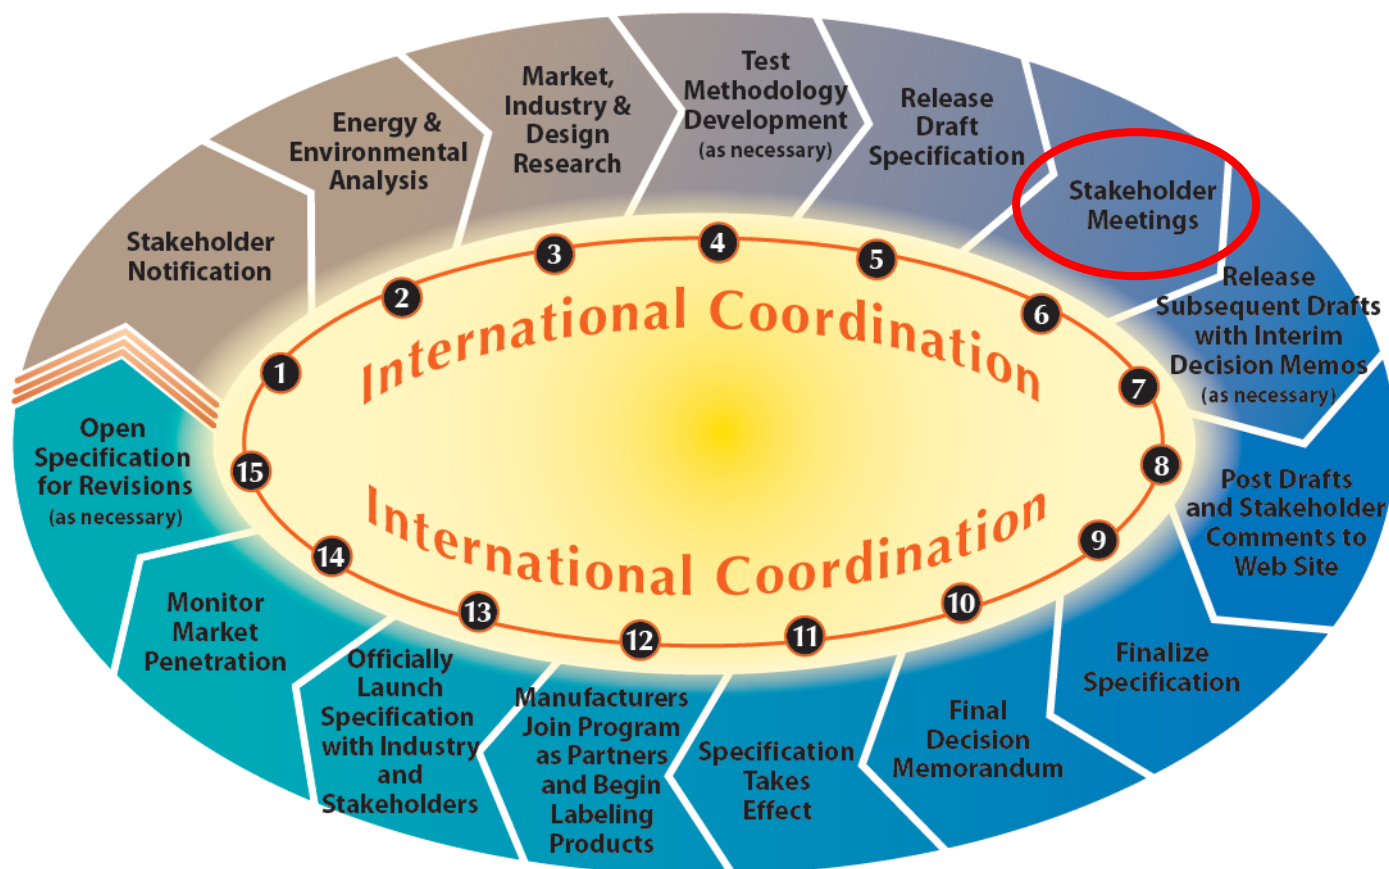 Stakeholder
Notification
Energy &
Environmental
Analysis
Market,
Industry &
Design
Research
Test
Methodology
Development
(as necessary)
Release
Draft
Specification
Stakeholder
Meetings
Release
Subsequent Drafts
with Interim
Decision Memos
(as necessary)
Post Drafts
and Stakeholder
Comments to
Web Site
Finalize
Specification
Final
Decision
Memorandum
Specification
Takes
Effect
Manufacturers
Join Program
as Partners
and Begin
Labeling
Products
Officially
Launch
Specification
with Industry
and
Stakeholders
Monitor
Market
Penetration
Open
Specification
for Revisions
(as necessary)
1
2
3
4
5
6
7
8
9
10
11
12
13
14
15
International Coordination
International Coordination